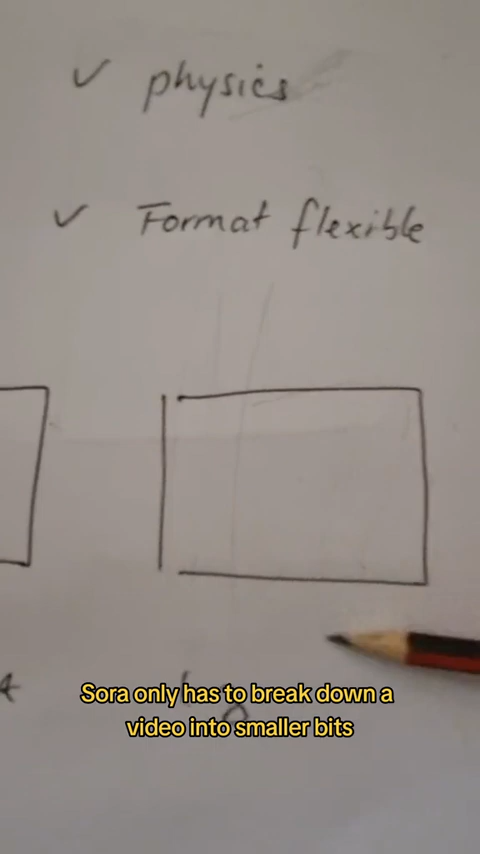 ✓ physics
✓ Format flexible
Sora only has to break down a
video into smaller bits